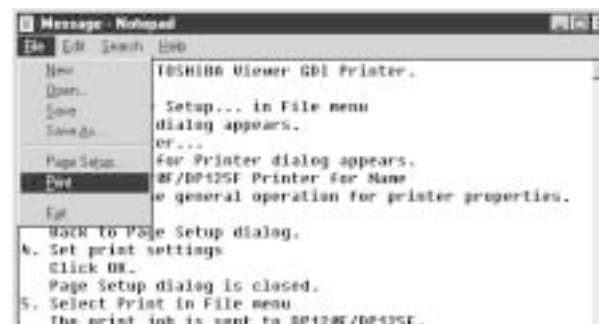 Message - Notepad
File Edit Search Help
New
Open...
Save
Save As...
Page Setup...
Print
Exit
TOSHIBA Viewer GDI Printer.
Setup... in File menu
dialog appears.
er...
for Printer dialog appears.
0F/DP125F Printer for Name
e general operation for printer properties.
Back to Page Setup dialog.
4. Set print settings
Click OK.
Page Setup dialog is closed.
5. Select Print in File menu
The print job is sent to DP120F/DP125F.